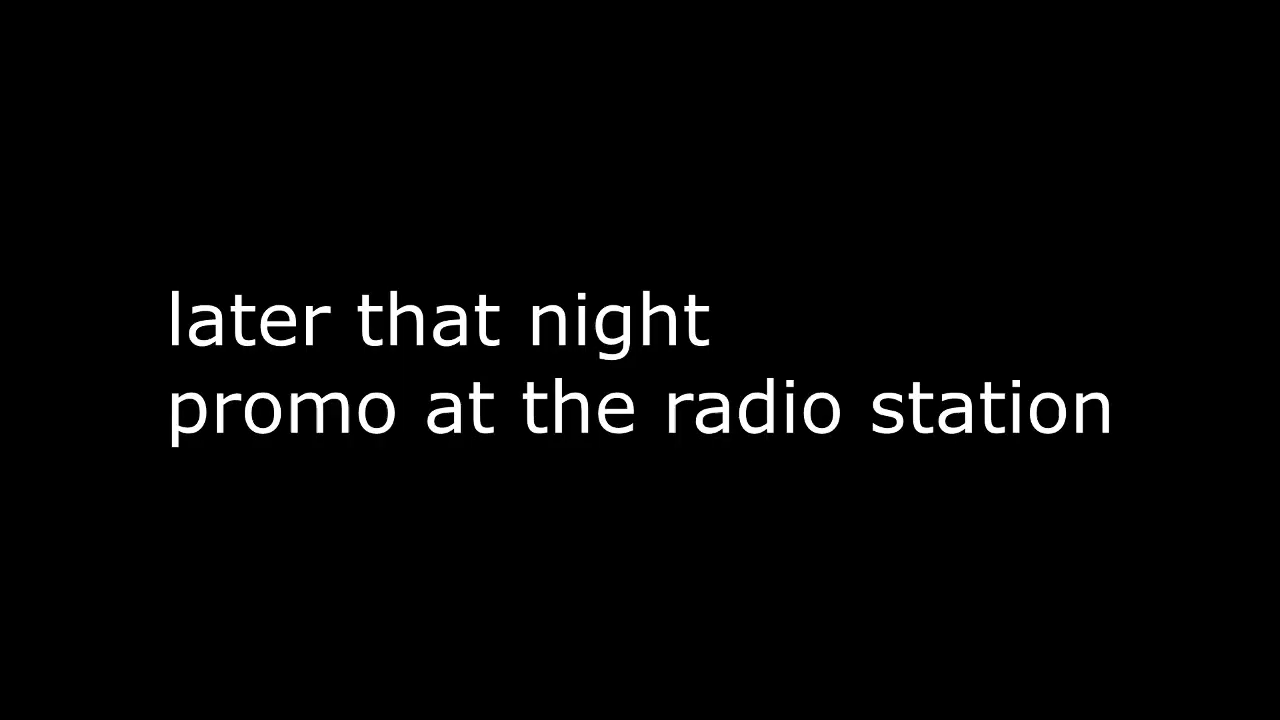 later that night
promo at the radio station